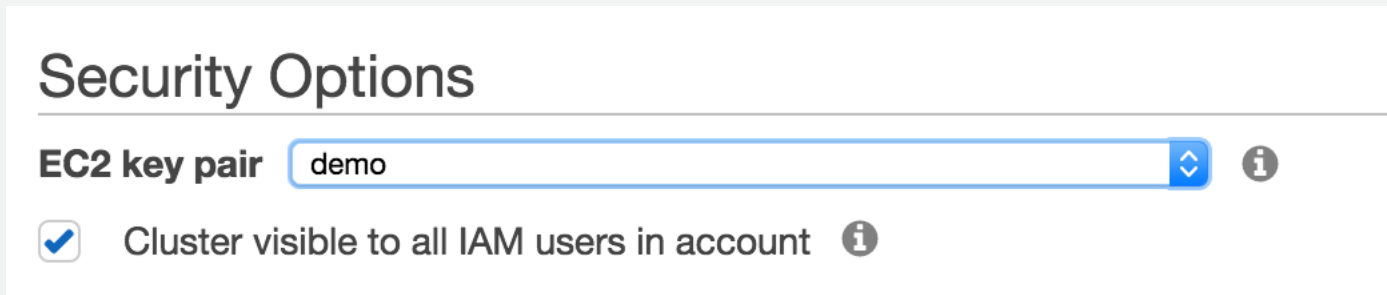 Security Options
EC2 key pair demo
Cluster visible to all IAM users in account